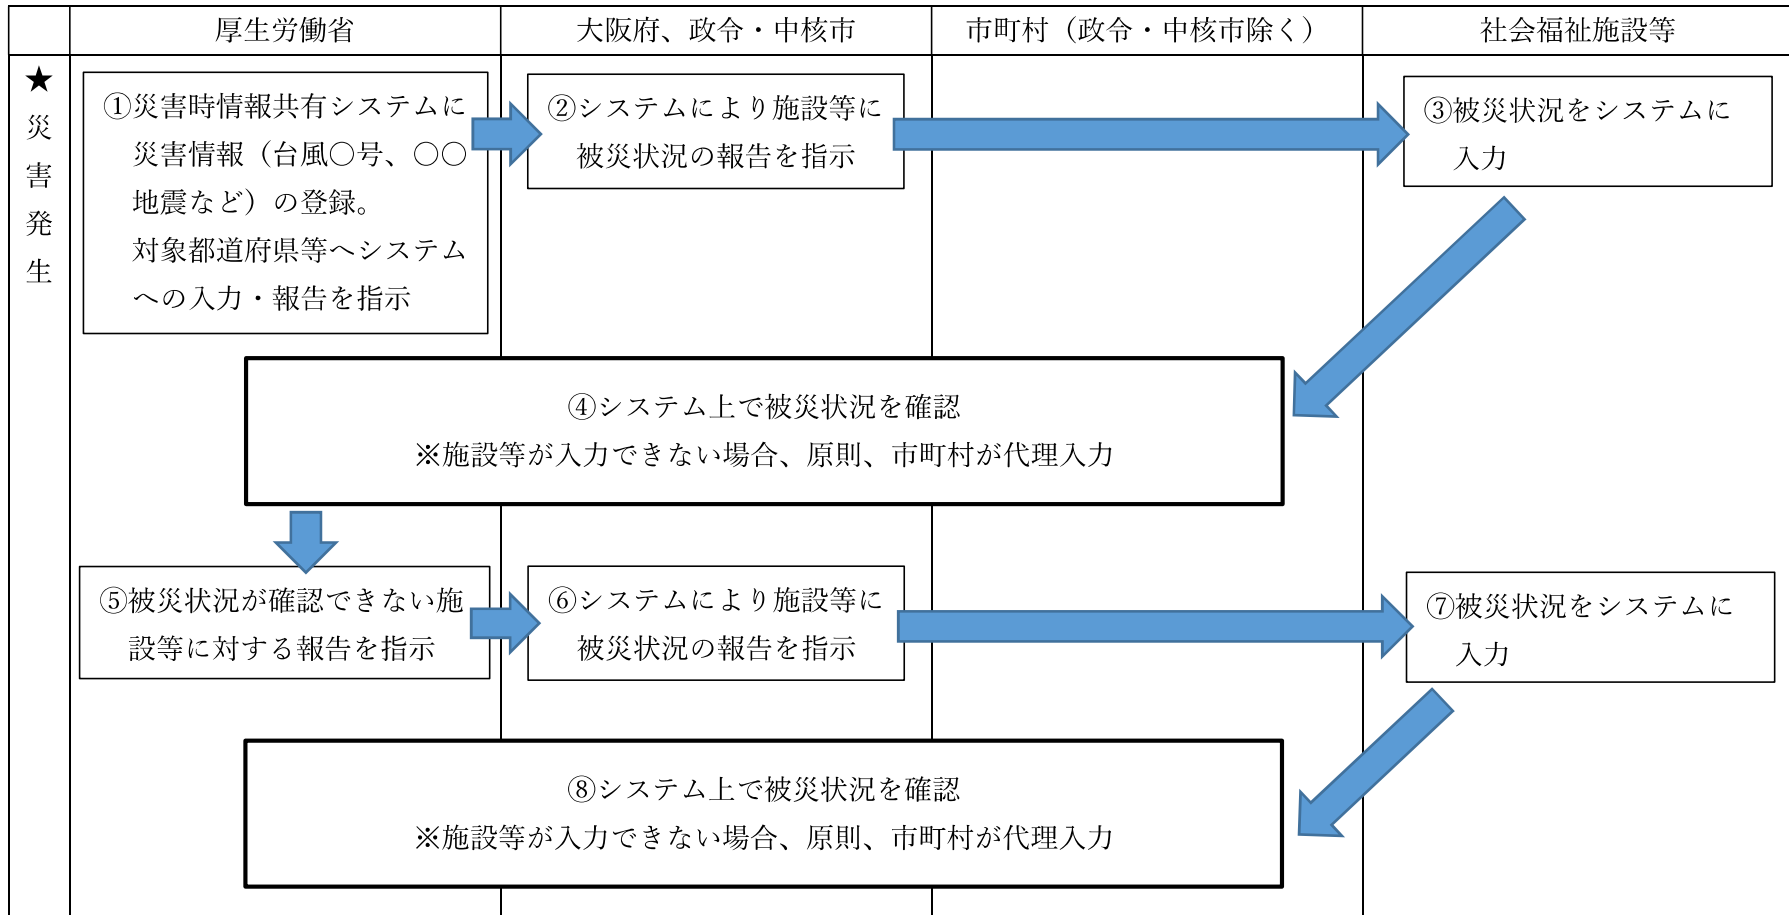 厚生労働省
大阪府、政令・中核市
市町村（政令・中核市除く）
社会福祉施設等
★災害発生
①災害時情報共有システムに
災害情報（台風〇号、〇〇
地震など）の登録。
対象都道府県等へシステム
への入力・報告を指示
②システムにより施設等に
被災状況の報告を指示
③被災状況をシステムに
入力
④システム上で被災状況を確認
※施設等が入力できない場合、原則、市町村が代理入力
⑤被災状況が確認できない施
設等に対する報告を指示
⑥システムにより施設等に
被災状況の報告を指示
⑦被災状況をシステムに
入力
⑧システム上で被災状況を確認
※施設等が入力できない場合、原則、市町村が代理入力